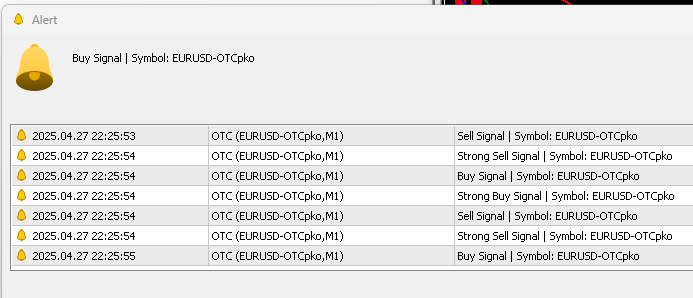 Alert
Buy Signal | Symbol: EURUSD-OTCpko
2025.04.27 22:25:53 OTC (EURUSD-OTCpko,M1) Sell Signal | Symbol: EURUSD-OTCpko
2025.04.27 22:25:54 OTC (EURUSD-OTCpko,M1) Strong Sell Signal | Symbol: EURUSD-OTCpko
2025.04.27 22:25:54 OTC (EURUSD-OTCpko,M1) Buy Signal | Symbol: EURUSD-OTCpko
2025.04.27 22:25:54 OTC (EURUSD-OTCpko,M1) Strong Buy Signal | Symbol: EURUSD-OTCpko
2025.04.27 22:25:54 OTC (EURUSD-OTCpko,M1) Sell Signal | Symbol: EURUSD-OTCpko
2025.04.27 22:25:54 OTC (EURUSD-OTCpko,M1) Strong Sell Signal | Symbol: EURUSD-OTCpko
2025.04.27 22:25:55 OTC (EURUSD-OTCpko,M1) Buy Signal | Symbol: EURUSD-OTCpko